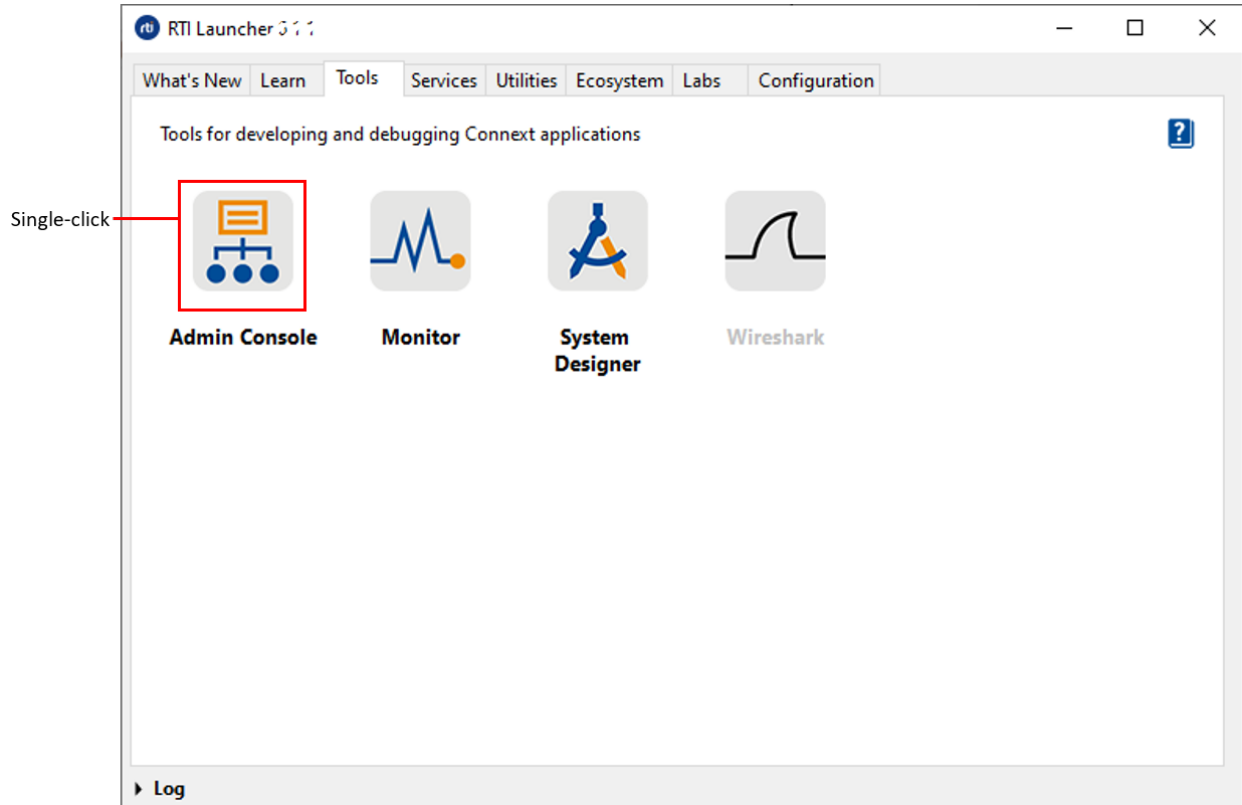 rti RTI Launcher
What's New Learn Tools Services Utilities Ecosystem Labs Configuration
Tools for developing and debugging Connext applications
?
Single-click
Admin Console Monitor System Designer Wireshark
Log